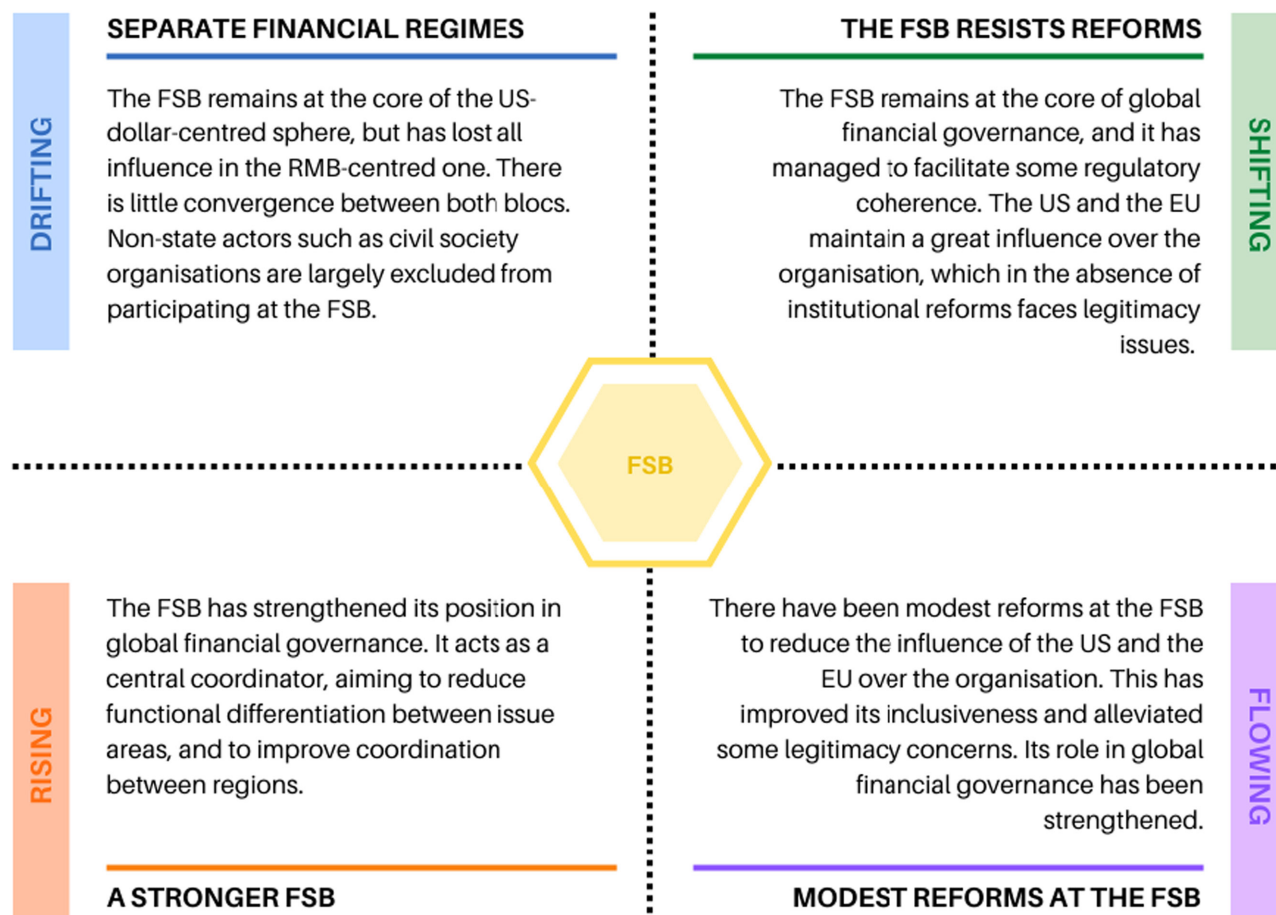 SEPARATE FINANCIAL REGIMES
DRIFTING
The FSB remains at the core of the US-
dollar-centred sphere, but has lost all
influence in the RMB-centred one. There
is little convergence between both blocs.
Non-state actors such as civil society
organisations are largely excluded from
participating at the FSB.
THE FSB RESISTS REFORMS
SHIFTING
The FSB remains at the core of global
financial governance, and it has
managed to facilitate some regulatory
coherence. The US and the EU
maintain a great influence over the
organisation, which in the absence of
institutional reforms faces legitimacy
issues.
FSB
RISING
The FSB has strengthened its position in
global financial governance. It acts as a
central coordinator, aiming to reduce
functional differentiation between issue
areas, and to improve coordination
between regions.
A STRONGER FSB
There have been modest reforms at the FSB
to reduce the influence of the US and the
EU over the organisation. This has
improved its inclusiveness and alleviated
some legitimacy concerns. Its role in global
financial governance has been
strengthened.
FLOWING
MODEST REFORMS AT THE FSB